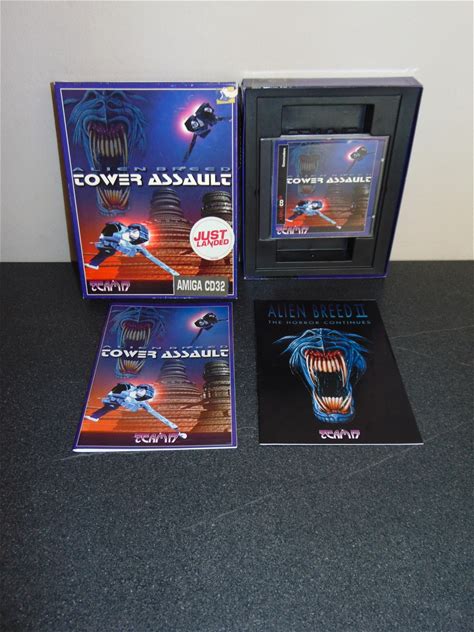 ALIEN BREED
TOWER ASSAULT
JUST
LANDED
AMIGA CD32
TEAM17
TOWER ASSAULT
TEAM17
ALIEN BREED
TOWER ASSAULT
TEAM17
ALIEN BREED II
THE HORROR CONTINUES
TEAM17